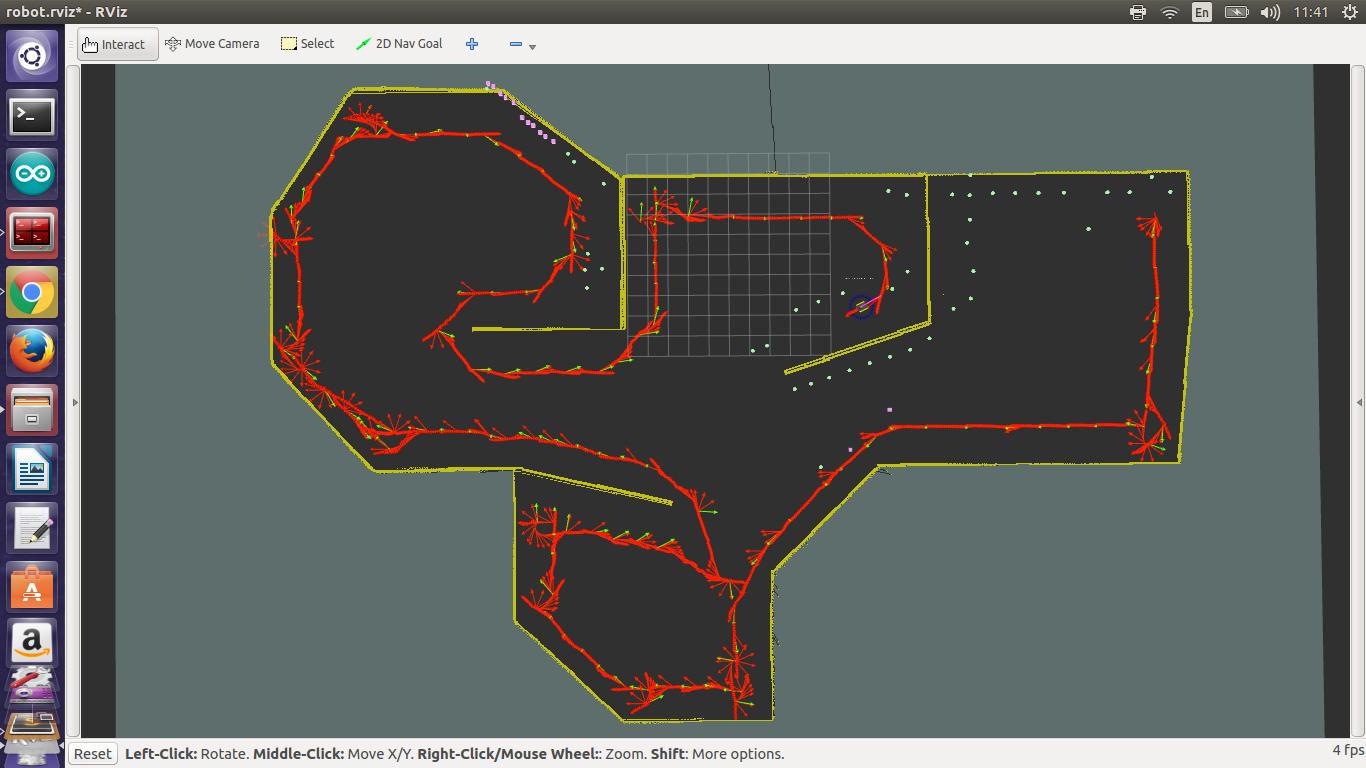 robot.rviz* - RViz
En
11:41
Interact
Move Camera
Select
2D Nav Goal
Reset
Left-Click: Rotate. Middle-Click: Move X/Y. Right-Click/Mouse Wheel:: Zoom. Shift: More options.
4 fps